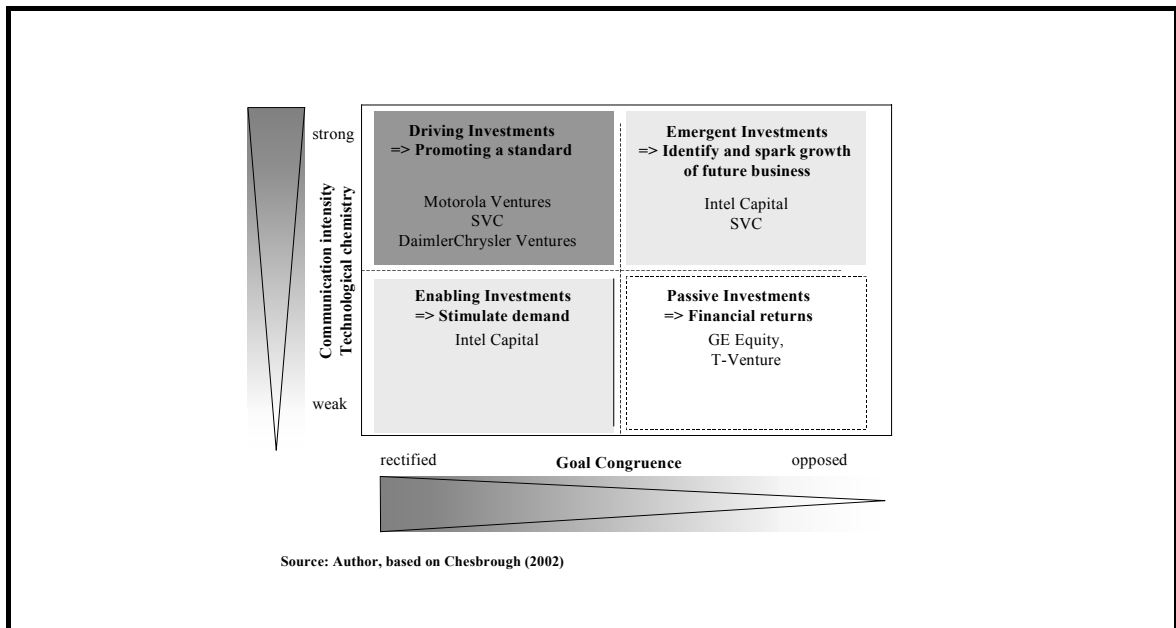 strong
Driving Investments
=> Promoting a standard
Motorola Ventures
SVC
DaimlerChrysler Ventures
Emergent Investments
=> Identify and spark growth
of future business
Intel Capital
SVC
Communication intensity
Technological chemistry
Enabling Investments
=> Stimulate demand
Intel Capital
Passive Investments
=> Financial returns
GE Equity,
T-Venture
weak
rectified
Goal Congruence
opposed
Source: Author, based on Chesbrough (2002)